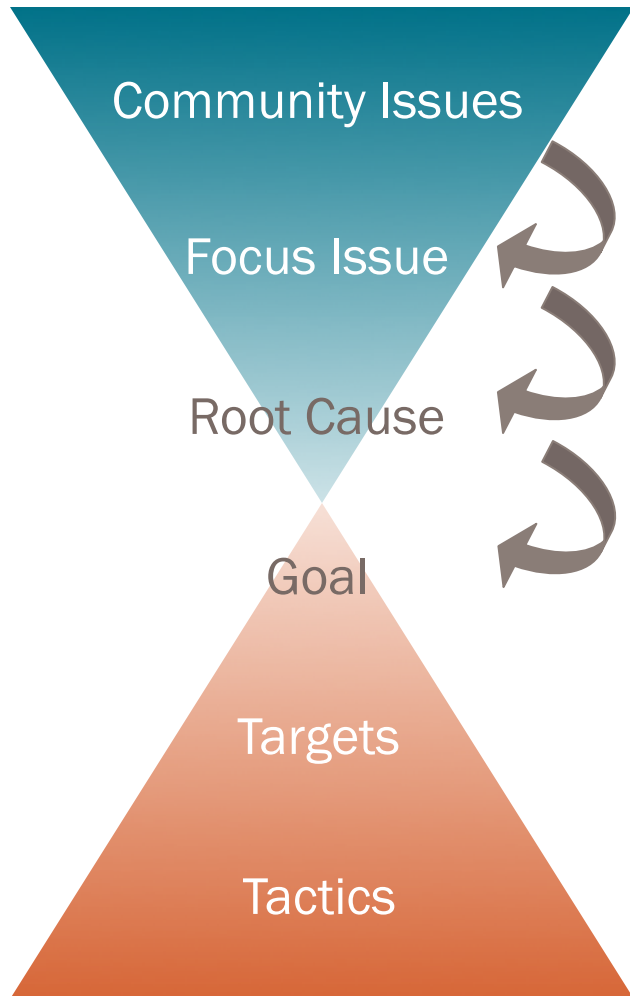 Community Issues
Focus Issue
Root Cause
Goal
Targets
Tactics